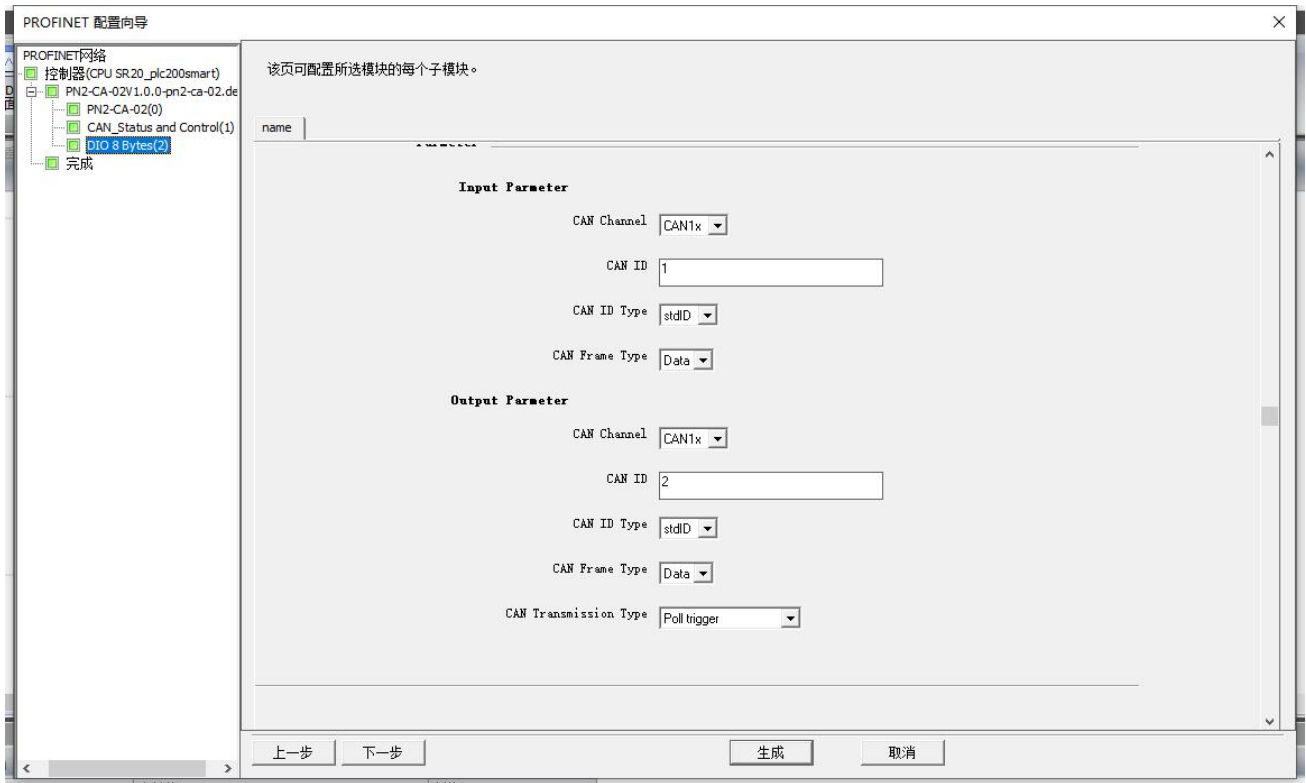 PROFINET 配置向导
PROFINET网络
控制器(CPU SR20_plc200smart)
PN2-CA-02V1.0.0-pn2-ca-02.de
PN2-CA-02(0)
CAN_Status and Control(1)
DIO 8 Bytes(2)
完成
该页可配置所选模块的每个子模块。
name
Parmeter
Input Parmeter
CAN Channel CAN1x
CAN ID 1
CAN ID Type stdID
CAN Frame Type Data
Output Parmeter
CAN Channel CAN1x
CAN ID 2
CAN ID Type stdID
CAN Frame Type Data
CAN Transmission Type Poll trigger
上一步 下一步 生成 取消